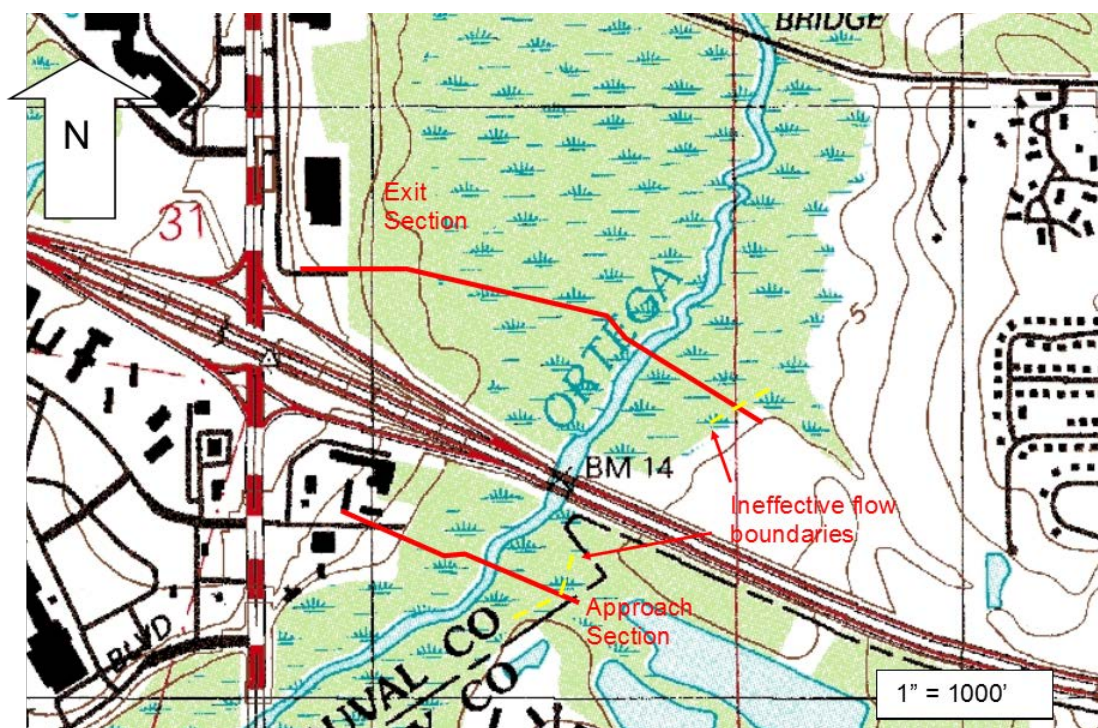 BRIDGE
N
Exit
Section
31
ORTEGA
5
BM 14
Ineffective flow
boundaries
Approach
Section
BLVD
DUVAL CO
CO
1” = 1000’